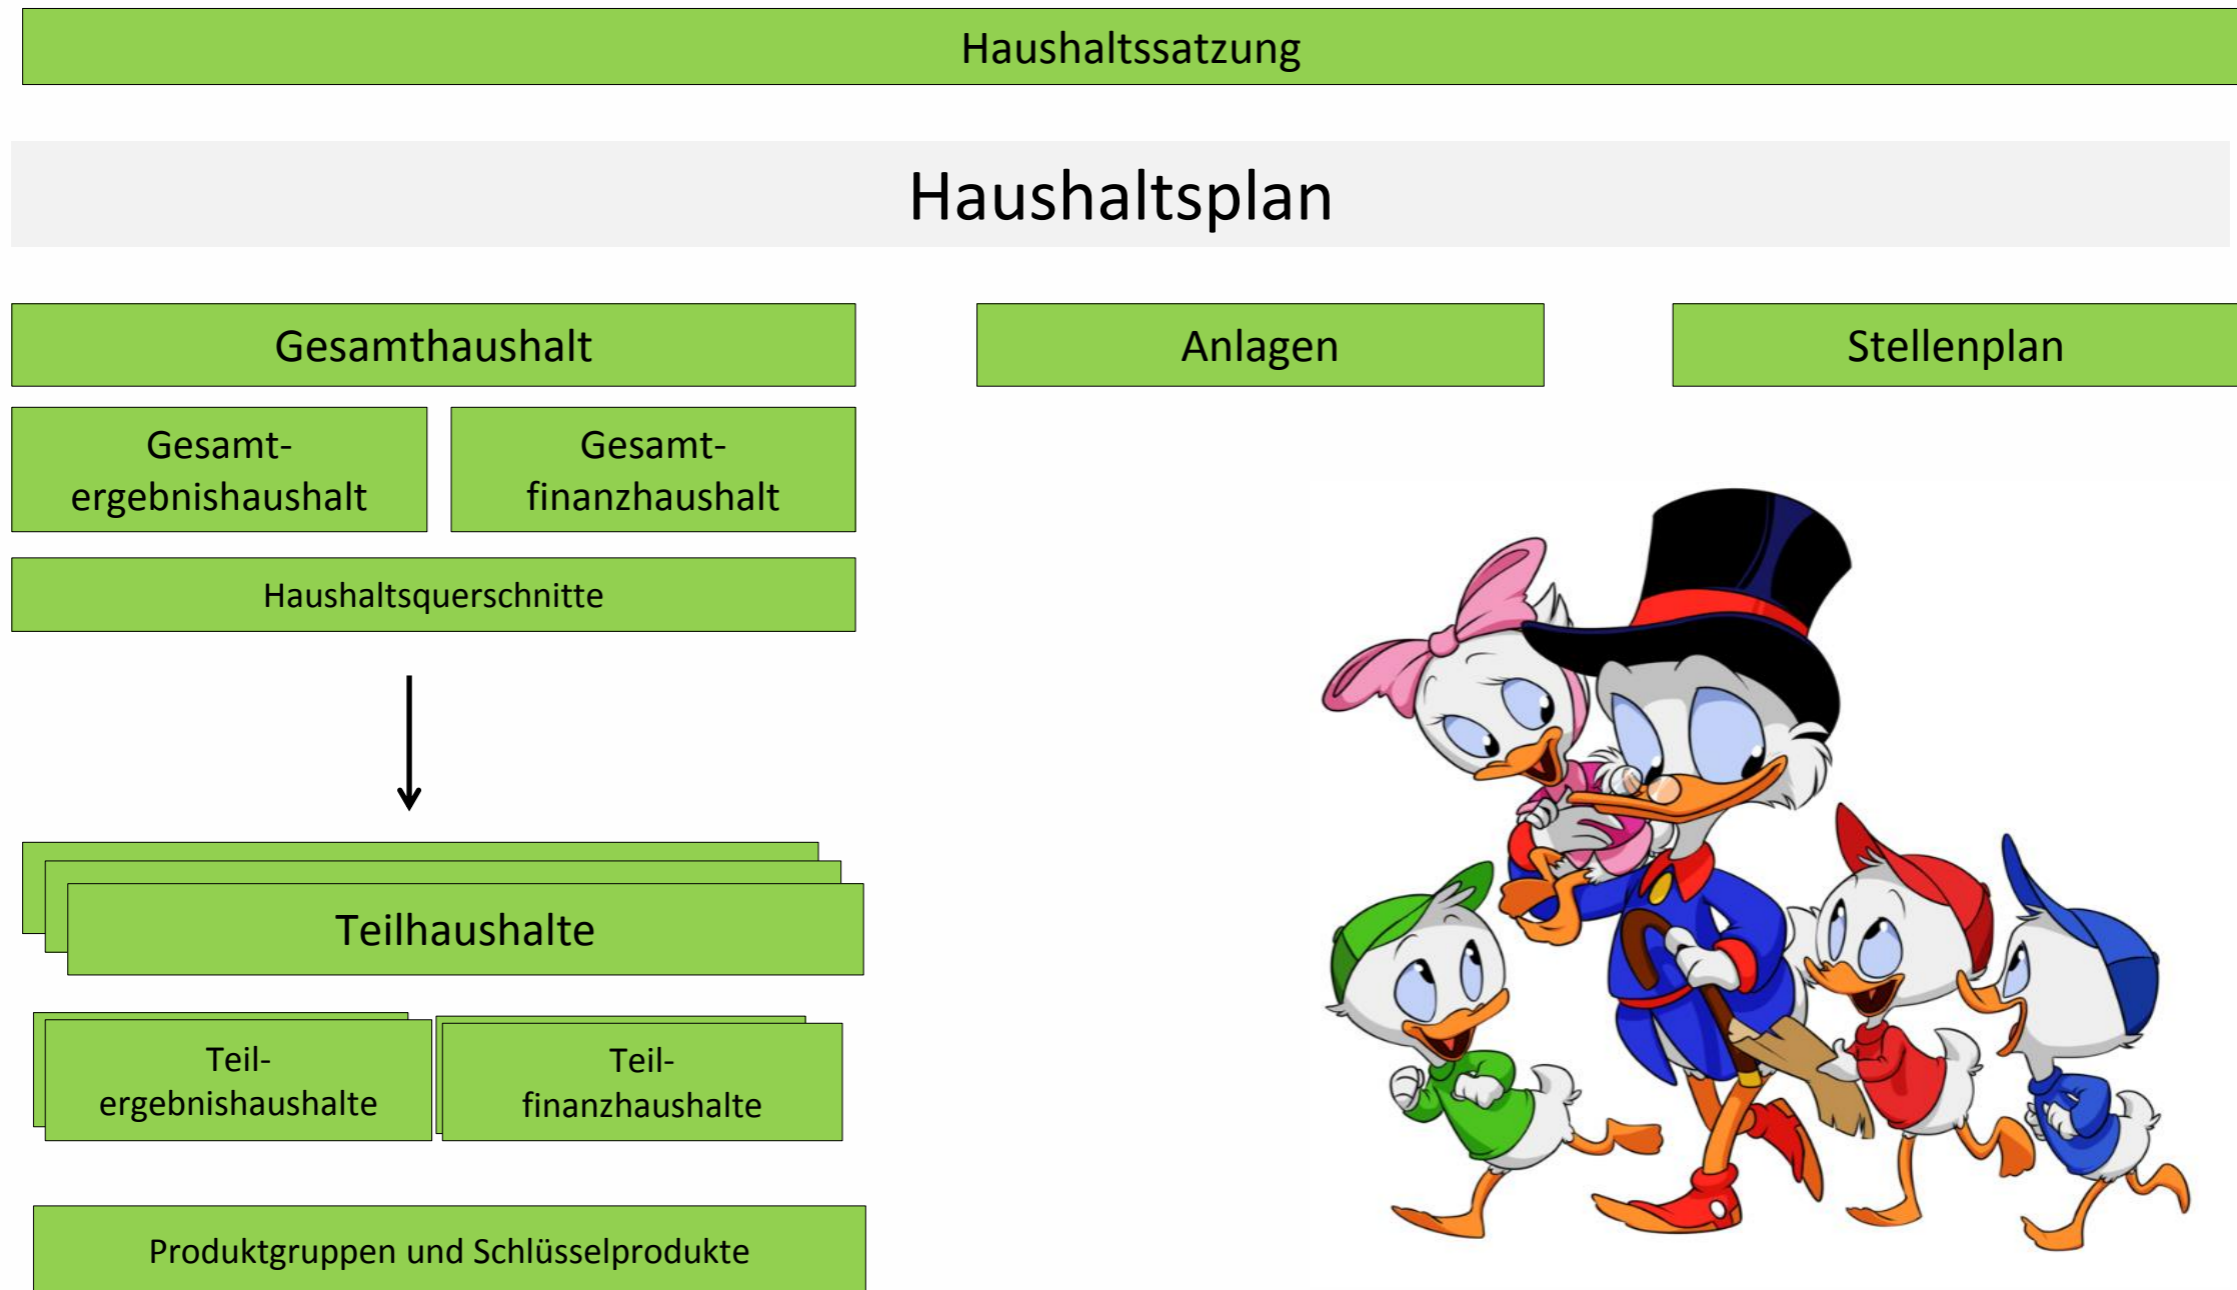 Haushaltssatzung
Haushaltsplan
Gesamthaushalt
Anlagen
Stellenplan
Gesamt-
ergebnishaushalt
Gesamt-
finanzhaushalt
Haushaltsquerschnitte
Teilhaushalte
Teil-
ergebnishaushalte
Teil-
finanzhaushalte
Produktgruppen und Schlüsselprodukte